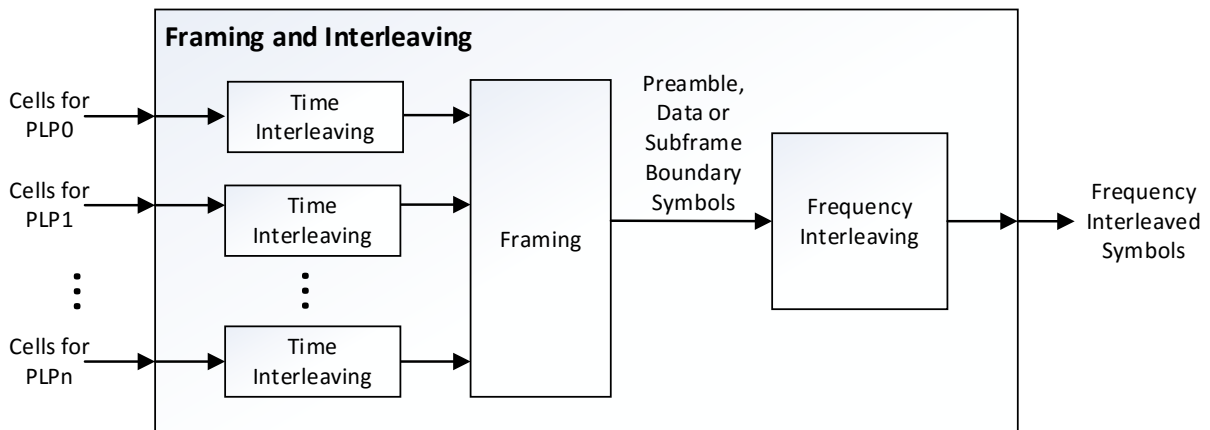 Framing and Interleaving
Cells for
PLP0
Time
Interleaving
Cells for
PLP1
Time
Interleaving
Cells for
PLPn
Time
Interleaving
Framing
Preamble,
Data or
Subframe
Boundary
Symbols
Frequency
Interleaving
Frequency
Interleaved
Symbols